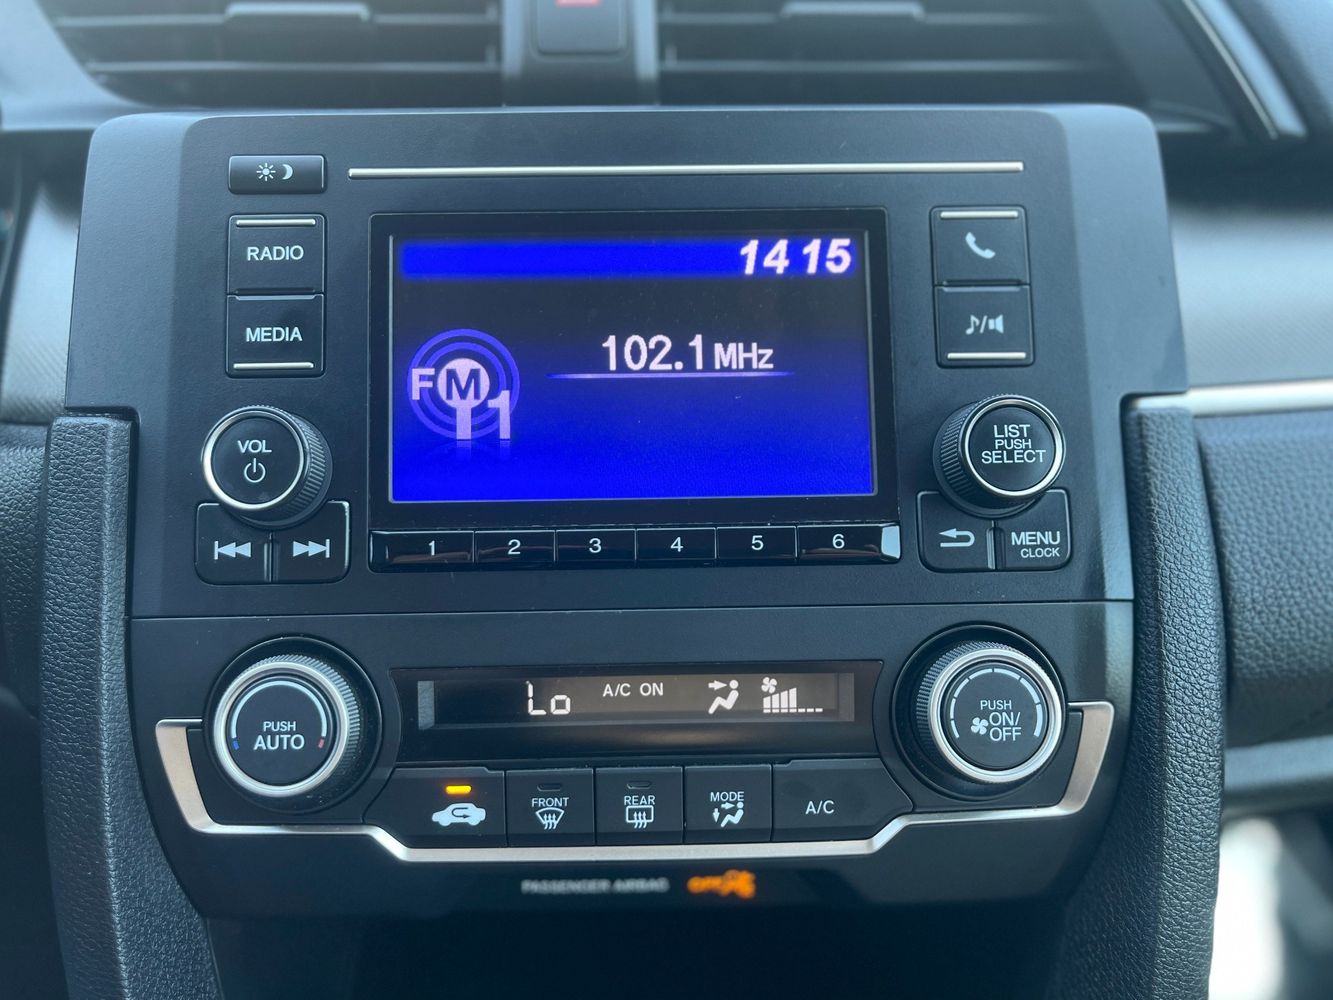 14 15
RADIO
MEDIA
102.1 MHz
FM 1
VOL
LIST
PUSH
SELECT
MENU
CLOCK
1 2 3 4 5 6
Lo A/C ON
PUSH
AUTO
PUSH
ON/
OFF
FRONT
REAR
MODE
A/C
PASSENGER AIRBAG OFF